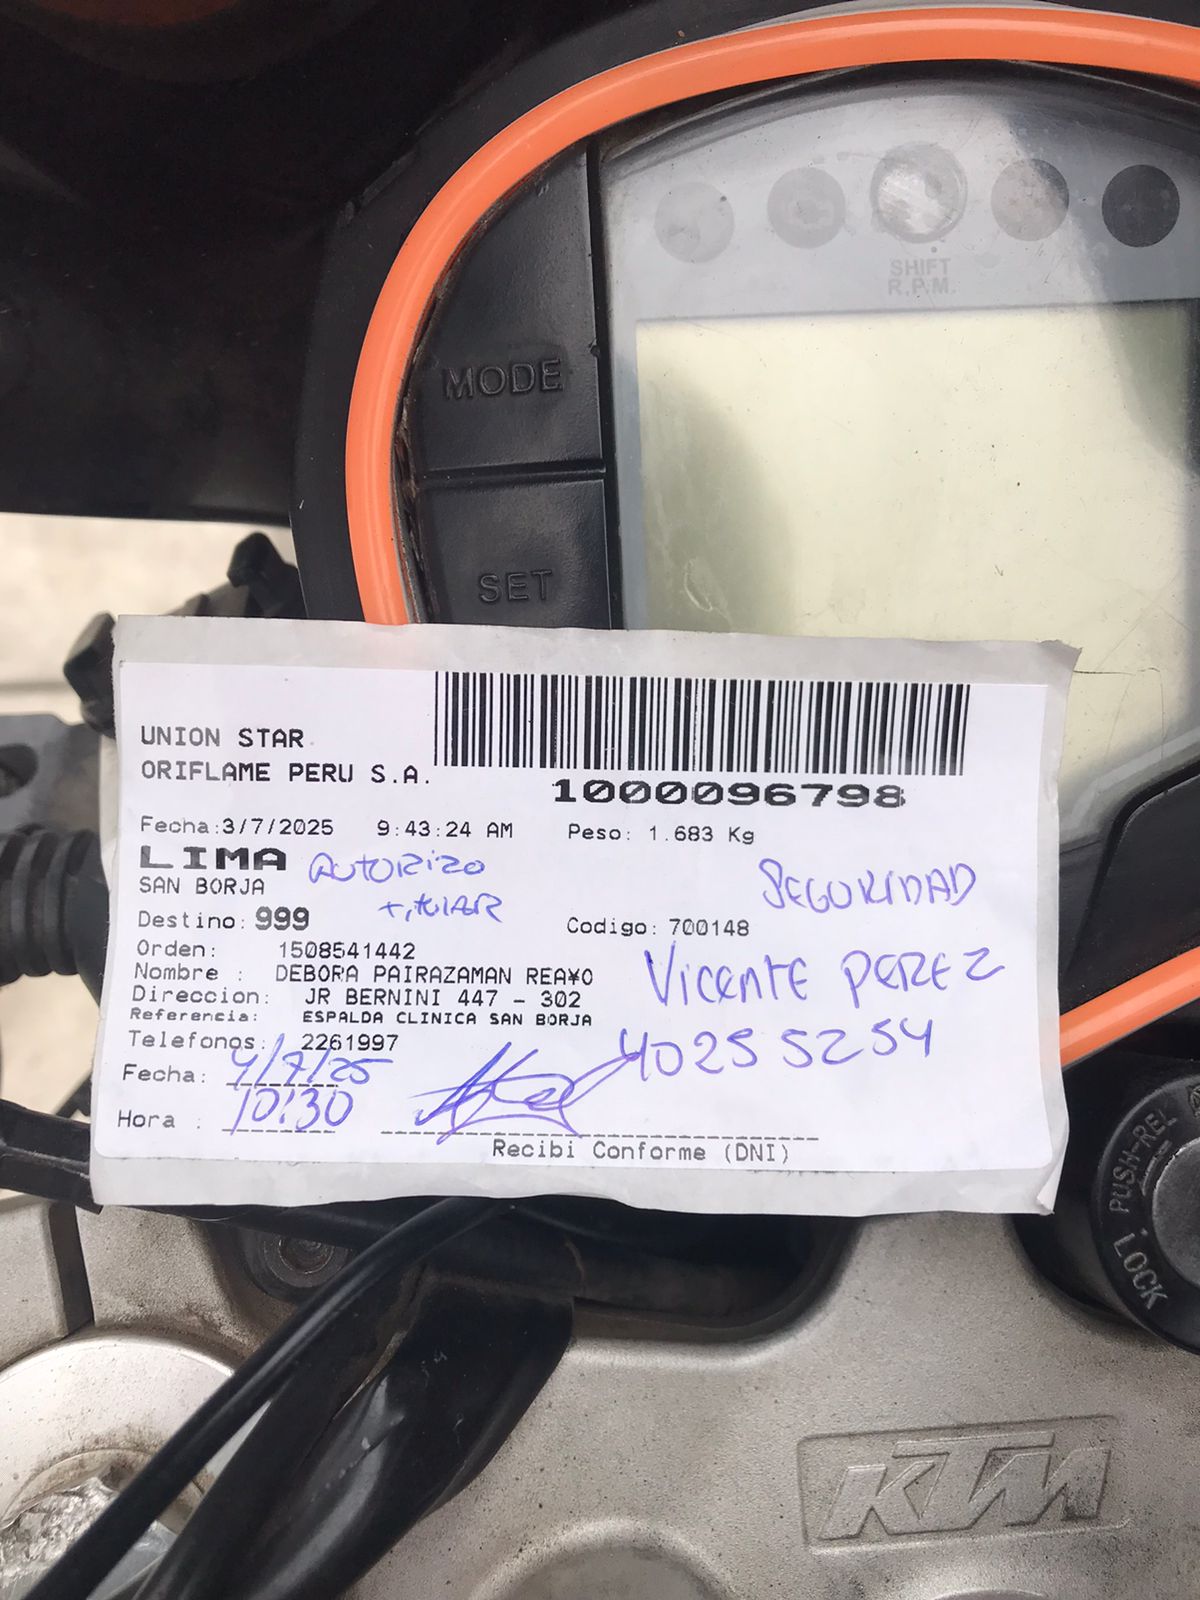 SHIFT
R.P.M.
MODE
SET
UNION STAR
ORIFLAME PERU S.A.
1000096798
Fecha:3/7/2025 9:43:24 AM Peso: 1.683 Kg
LIMA AUTORIZO
SAN BORJA SEGURIDAD
titular
Destino: 999 Codigo: 700148
Orden: 1508541442
Nombre : DEBORA PAIRAZAMAN REA¥O
Vicente PEREZ
Direccion: JR BERNINI 447 - 302
Referencia: ESPALDA CLINICA SAN BORJA
Telefonos: 2261997
40255254
Fecha: 4/7/25
Hora : 10:30
Recibi Conforme (DNI)
PUSH-REL
LOCK
KTM